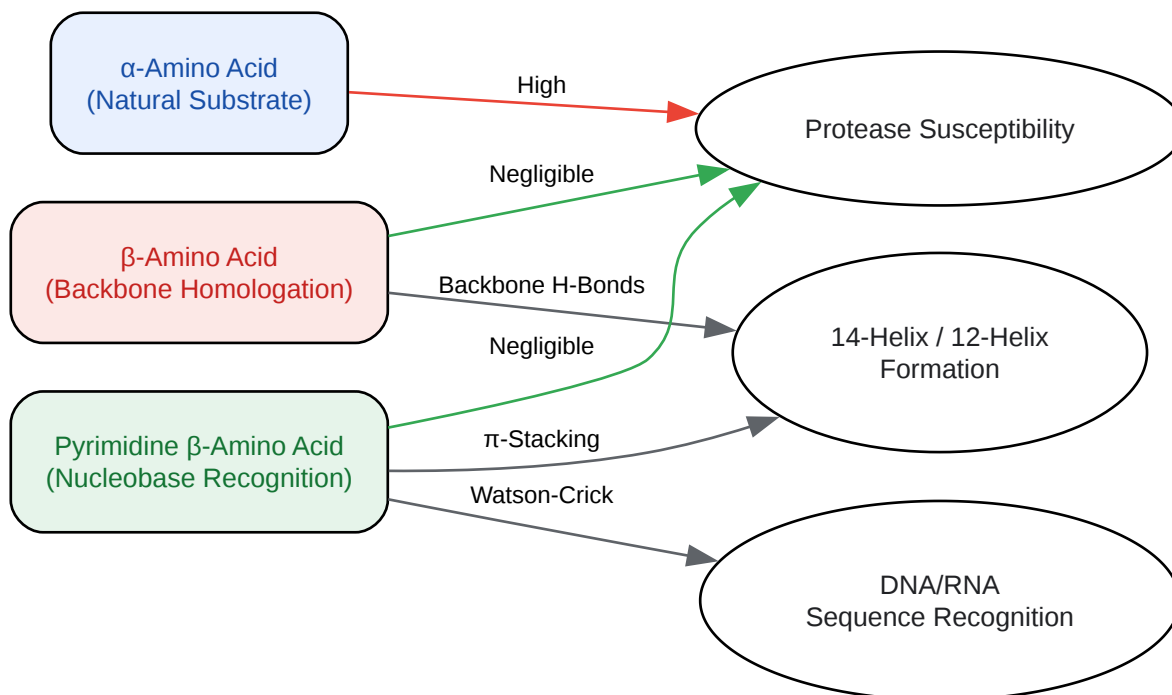 α-Amino Acid
(Natural Substrate)
High
Protease Susceptibility
Negligible
β-Amino Acid
(Backbone Homologation)
Backbone H-Bonds
14-Helix / 12-Helix
Formation
Negligible
Pyrimidine β-Amino Acid
(Nucleobase Recognition)
π-Stacking
Watson-Crick
DNA/RNA
Sequence Recognition